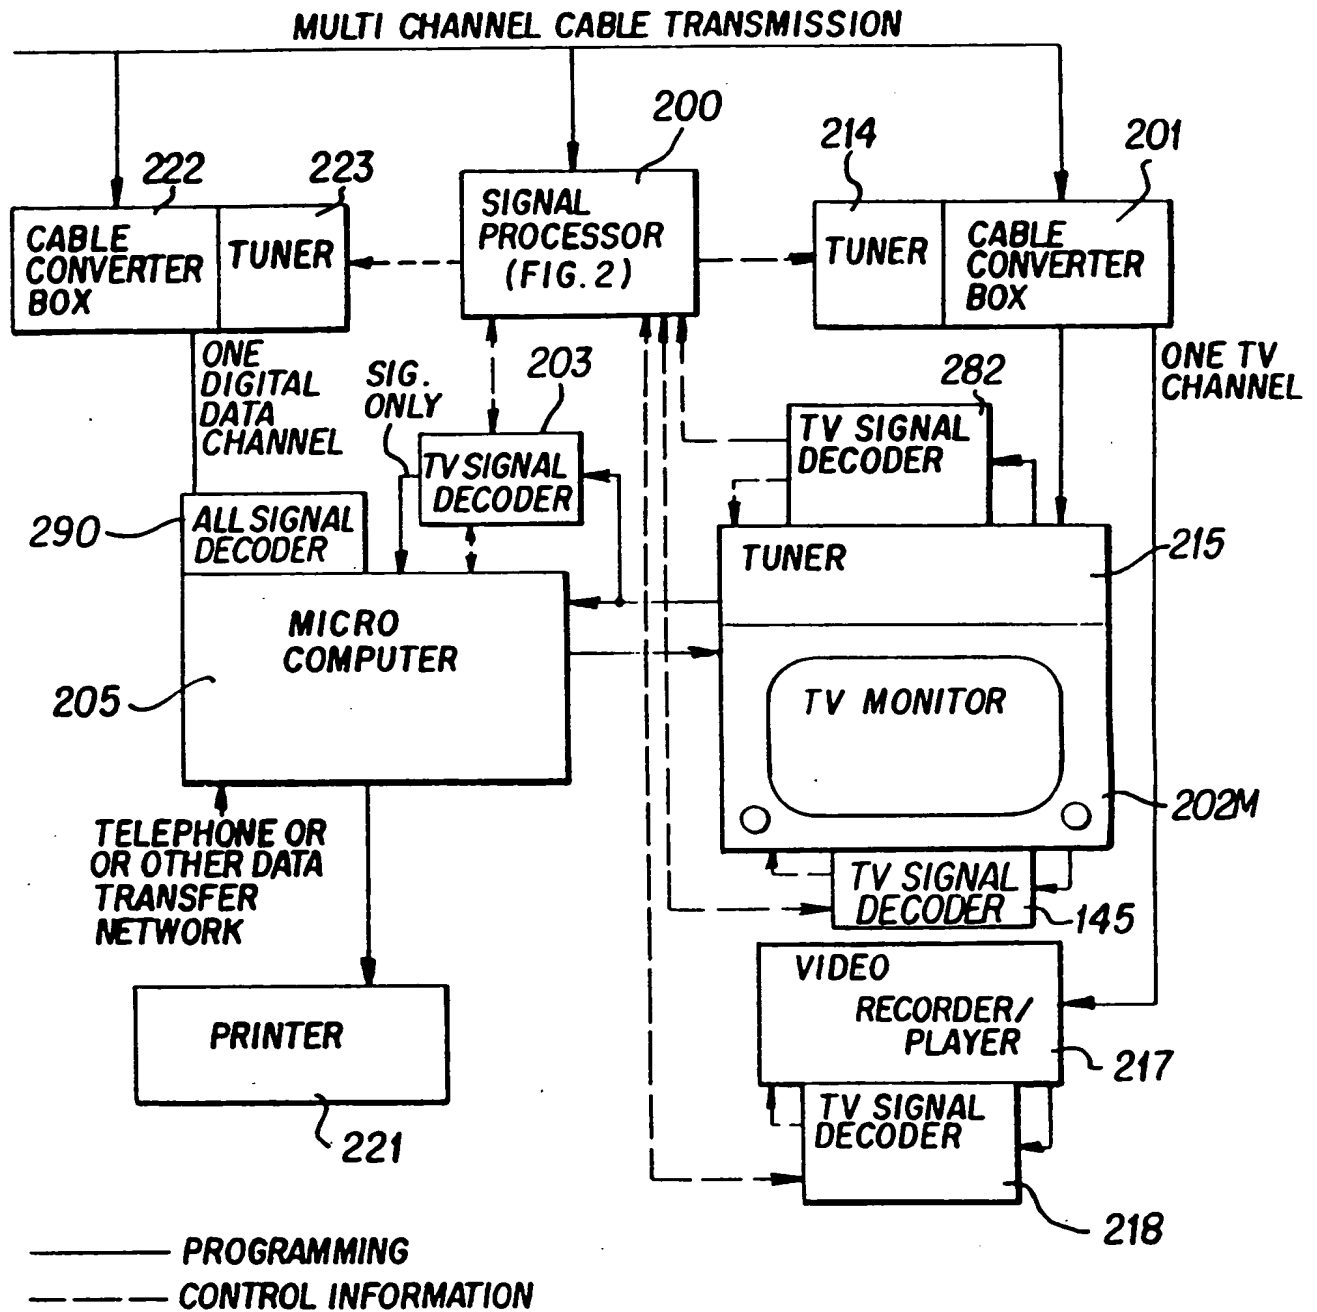 MULTI CHANNEL CABLE TRANSMISSION
200
214
201
222
223
CABLE
CONVERTER
BOX
TUNER
SIGNAL
PROCESSOR
(FIG. 2)
TUNER
CABLE
CONVERTER
BOX
ONE
DIGITAL
DATA
CHANNEL
SIG.
ONLY
203
282
ONE TV
CHANNEL
TV SIGNAL
DECODER
TV SIGNAL
DECODER
290
ALL SIGNAL
DECODER
TUNER
215
MICRO
COMPUTER
205
TV MONITOR
202M
TELEPHONE OR
OR OTHER DATA
TRANSFER
NETWORK
TV SIGNAL
DECODER
145
VIDEO
RECORDER/
PLAYER
217
PRINTER
221
TV SIGNAL
DECODER
218
PROGRAMMING
CONTROL INFORMATION